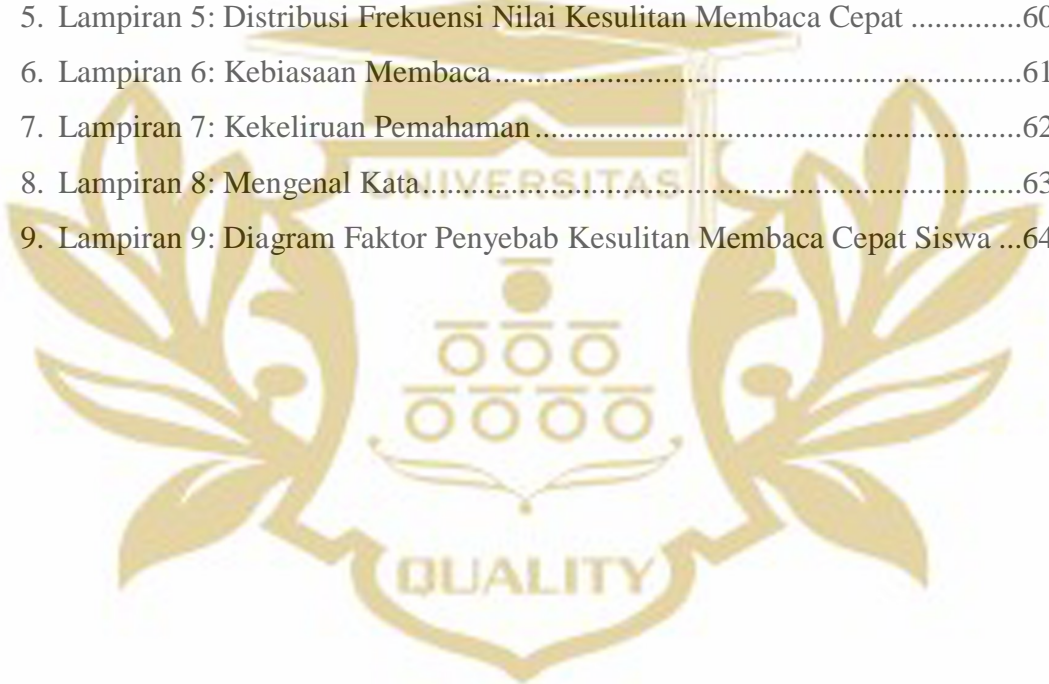 5. Lampiran 5: Distribusi Frekuensi Nilai Kesulitan Membaca Cepat .............60
6. Lampiran 6: Kebiasaan Membaca.................................................................61
7. Lampiran 7: Kekeliruan Pemahaman............................................................62
8. Lampiran 8: Mengenal Kata..........................................................................63
UNIVERSITAS
9. Lampiran 9: Diagram Faktor Penyebab Kesulitan Membaca Cepat Siswa ...64
QUALITY